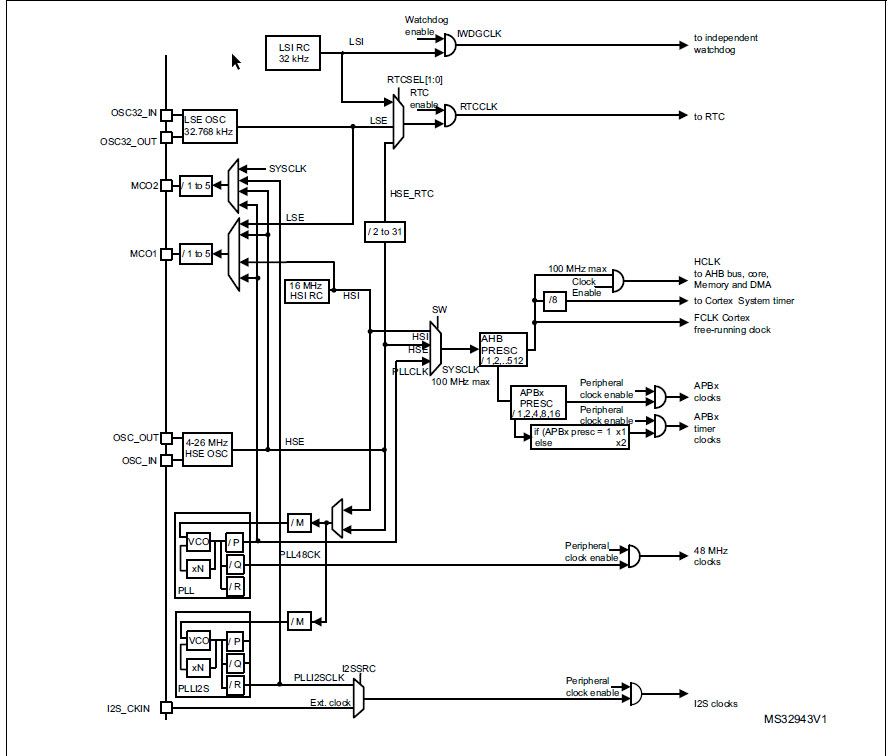 Watchdog
enable
IWDGCLK
to independent
watchdog
LSI RC
32 kHz
LSI
RTCSEL[1:0]
RTC
enable
RTCCLK
to RTC
OSC32_IN
LSE OSC
32.768 kHz
LSE
OSC32_OUT
SYSCLK
MCO2
/ 1 to 5
HSE_RTC
LSE
/ 2 to 31
MCO1
/ 1 to 5
16 MHz
HSI RC
HSI
100 MHz max
Clock
Enable
HCLK
to AHB bus, core,
Memory and DMA
/8
to Cortex System timer
FCLK Cortex
free-running clock
SW
HSI
HSE
PLLCLK
SYSCLK
100 MHz max
AHB
PRESC
/ 1,2,..512
APBx
PRESC
/ 1,2,4,8,16
Peripheral
clock enable
APBx
clocks
Peripheral
clock enable
APBx
timer
clocks
if (APBx presc = 1 x1
else x2
OSC_OUT
OSC_IN
4-26 MHz
HSE OSC
HSE
/ M
VCO
/ P
xN
/ Q
/ R
PLL
PLL48CK
Peripheral
clock enable
48 MHz
clocks
/ M
VCO
/ P
xN
/ Q
/ R
PLLI2S
PLLI2SCLK
I2SSRC
Ext. clock
Peripheral
clock enable
I2S clocks
I2S_CKIN
MS32943V1